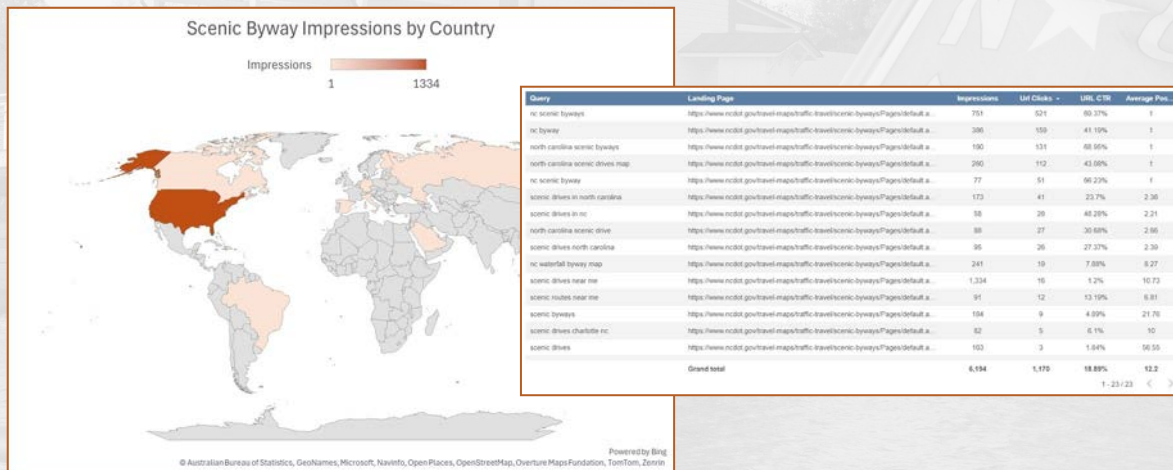 Scenic Byway Impressions by Country
Impressions
1 1334
Powered by Bing
© Australian Bureau of Statistics, GeoNames, Microsoft, Navinfo, Open Places, OpenStreetMap, Overture Maps Fundation, TomTom, Zenrin
Query Landing Page Impressions Url Clicks URL CTR Average Pos...
nc scenic byways https://www.ncdot.gov/travel-maps/traffic-travel/scenic-byways/Pages/default.a... 751 521 69.37% 1
nc byway https://www.ncdot.gov/travel-maps/traffic-travel/scenic-byways/Pages/default.a... 386 159 41.19% 1
north carolina scenic byways https://www.ncdot.gov/travel-maps/traffic-travel/scenic-byways/Pages/default.a... 190 131 68.95% 1
north carolina scenic drives map https://www.ncdot.gov/travel-maps/traffic-travel/scenic-byways/Pages/default.a... 260 112 43.08% 1
nc scenic byway https://www.ncdot.gov/travel-maps/traffic-travel/scenic-byways/Pages/default.a... 77 51 66.23% 1
scenic drives in north carolina https://www.ncdot.gov/travel-maps/traffic-travel/scenic-byways/Pages/default.a... 173 41 23.7% 2.36
scenic drives in nc https://www.ncdot.gov/travel-maps/traffic-travel/scenic-byways/Pages/default.a... 58 28 48.28% 2.21
north carolina scenic drive https://www.ncdot.gov/travel-maps/traffic-travel/scenic-byways/Pages/default.a... 88 27 30.68% 2.66
scenic drives north carolina https://www.ncdot.gov/travel-maps/traffic-travel/scenic-byways/Pages/default.a... 95 26 27.37% 2.39
nc waterfall byway map https://www.ncdot.gov/travel-maps/traffic-travel/scenic-byways/Pages/default.a... 241 19 7.88% 8.27
scenic drives near me https://www.ncdot.gov/travel-maps/traffic-travel/scenic-byways/Pages/default.a... 1,334 16 1.2% 10.73
scenic routes near me https://www.ncdot.gov/travel-maps/traffic-travel/scenic-byways/Pages/default.a... 91 12 13.19% 6.81
scenic byways https://www.ncdot.gov/travel-maps/traffic-travel/scenic-byways/Pages/default.a... 184 9 4.89% 21.76
scenic drives charlotte nc https://www.ncdot.gov/travel-maps/traffic-travel/scenic-byways/Pages/default.a... 82 5 6.1% 10
scenic drives https://www.ncdot.gov/travel-maps/traffic-travel/scenic-byways/Pages/default.a... 163 3 1.84% 56.55
Grand total 6,194 1,170 18.89% 12.2
1 - 23 / 23